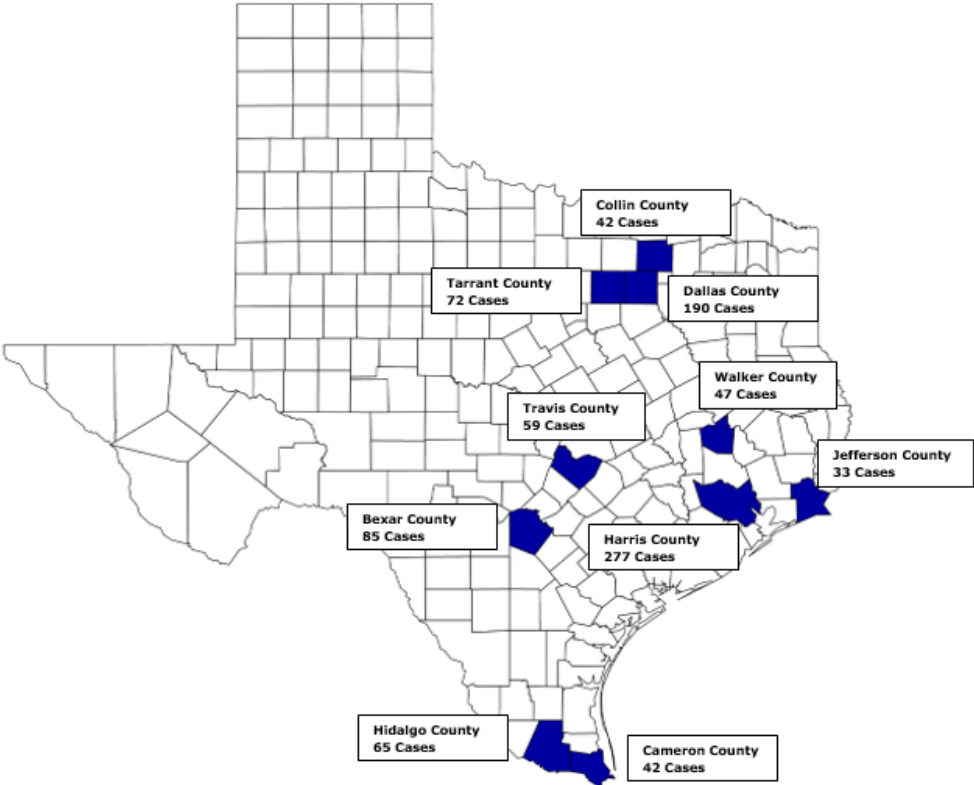 Collin County
42 Cases
Tarrant County
72 Cases
Dallas County
190 Cases
Walker County
47 Cases
Travis County
59 Cases
Jefferson County
33 Cases
Bexar County
85 Cases
Harris County
277 Cases
Hidalgo County
65 Cases
Cameron County
42 Cases